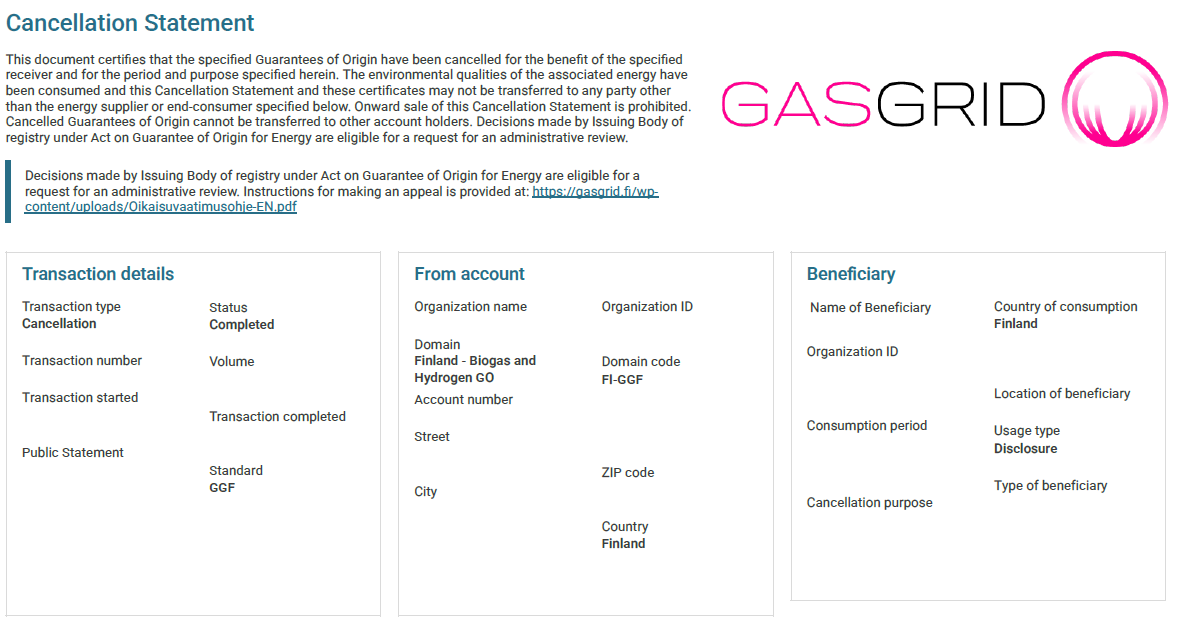 Cancellation Statement
This document certifies that the specified Guarantees of Origin have been cancelled for the benefit of the specified
receiver and for the period and purpose specified herein. The environmental qualities of the associated energy have
been consumed and this Cancellation Statement and these certificates may not be transferred to any party other
than the energy supplier or end-consumer specified below. Onward sale of this Cancellation Statement is prohibited.
Cancelled Guarantees of Origin cannot be transferred to other account holders. Decisions made by Issuing Body of
registry under Act on Guarantee of Origin for Energy are eligible for a request for an administrative review.
GASGRID
Decisions made by Issuing Body of registry under Act on Guarantee of Origin for Energy are eligible for a
request for an administrative review. Instructions for making an appeal is provided at: https://gasgrid.fi/wp-
content/uploads/Oikaisuvaatimusohje-EN.pdf
Transaction details
Transaction type
Cancellation
Status
Completed
Transaction number
Volume
Transaction started
Transaction completed
Public Statement
Standard
GGF
From account
Organization name
Organization ID
Domain
Finland - Biogas and
Hydrogen GO
Domain code
FI-GGF
Account number
Street
ZIP code
City
Country
Finland
Beneficiary
Name of Beneficiary
Country of consumption
Finland
Organization ID
Location of beneficiary
Consumption period
Usage type
Disclosure
Type of beneficiary
Cancellation purpose